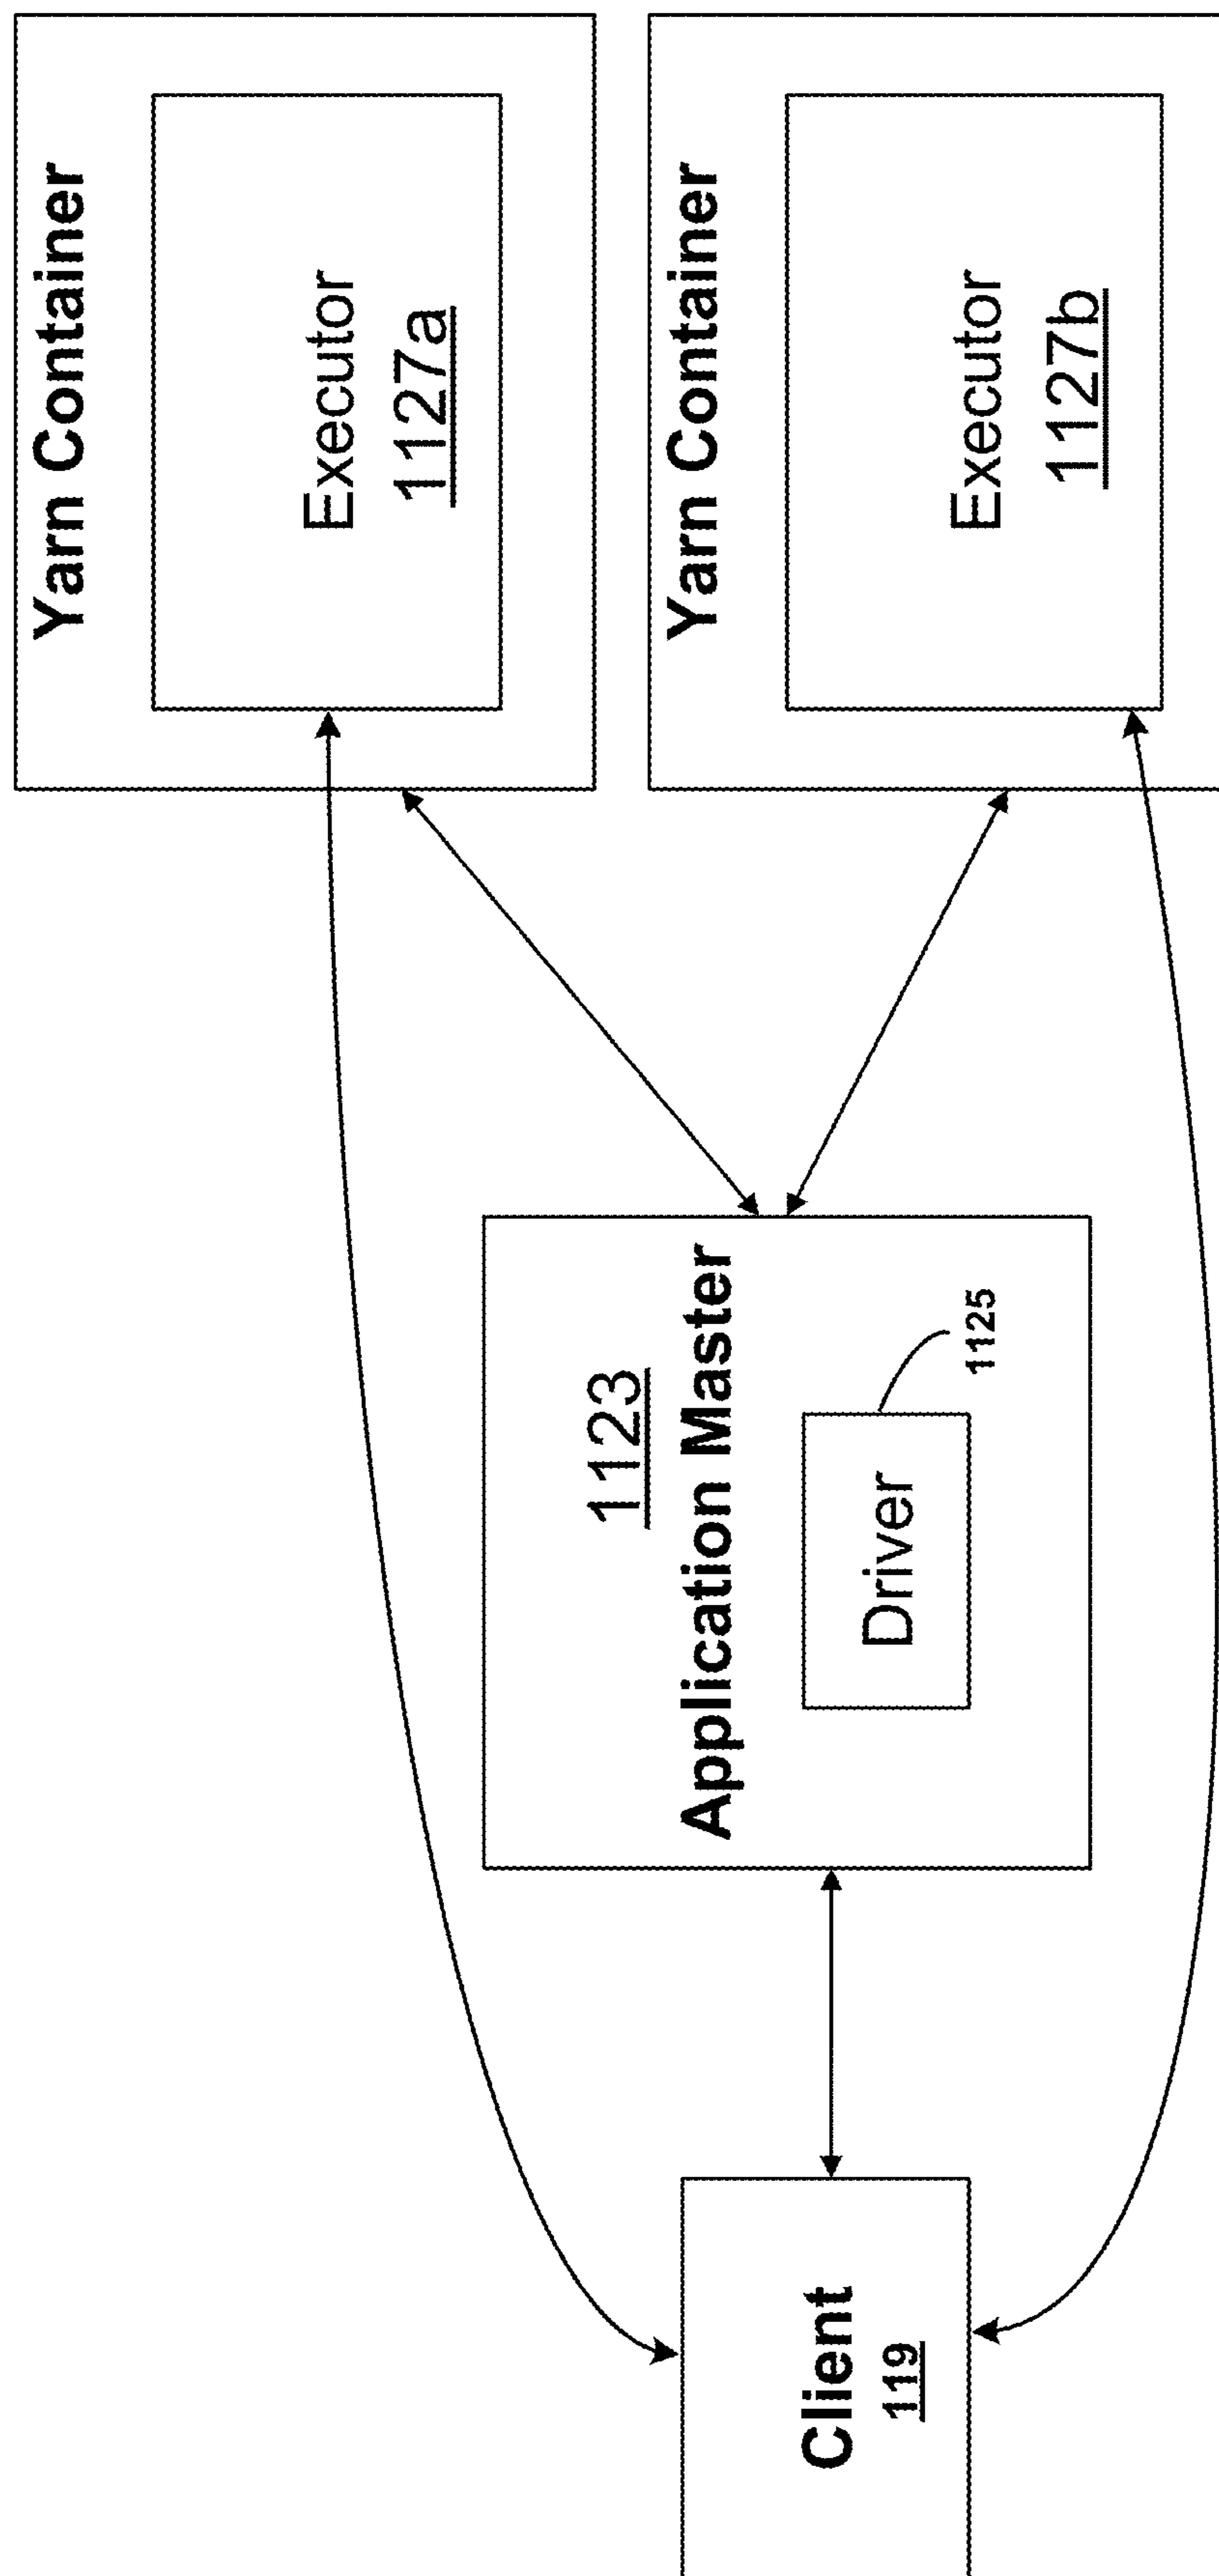 Yarn Container
Executor
1127a
Yarn Container
Executor
1127b
1123
Application Master
Driver
1125
Client
119